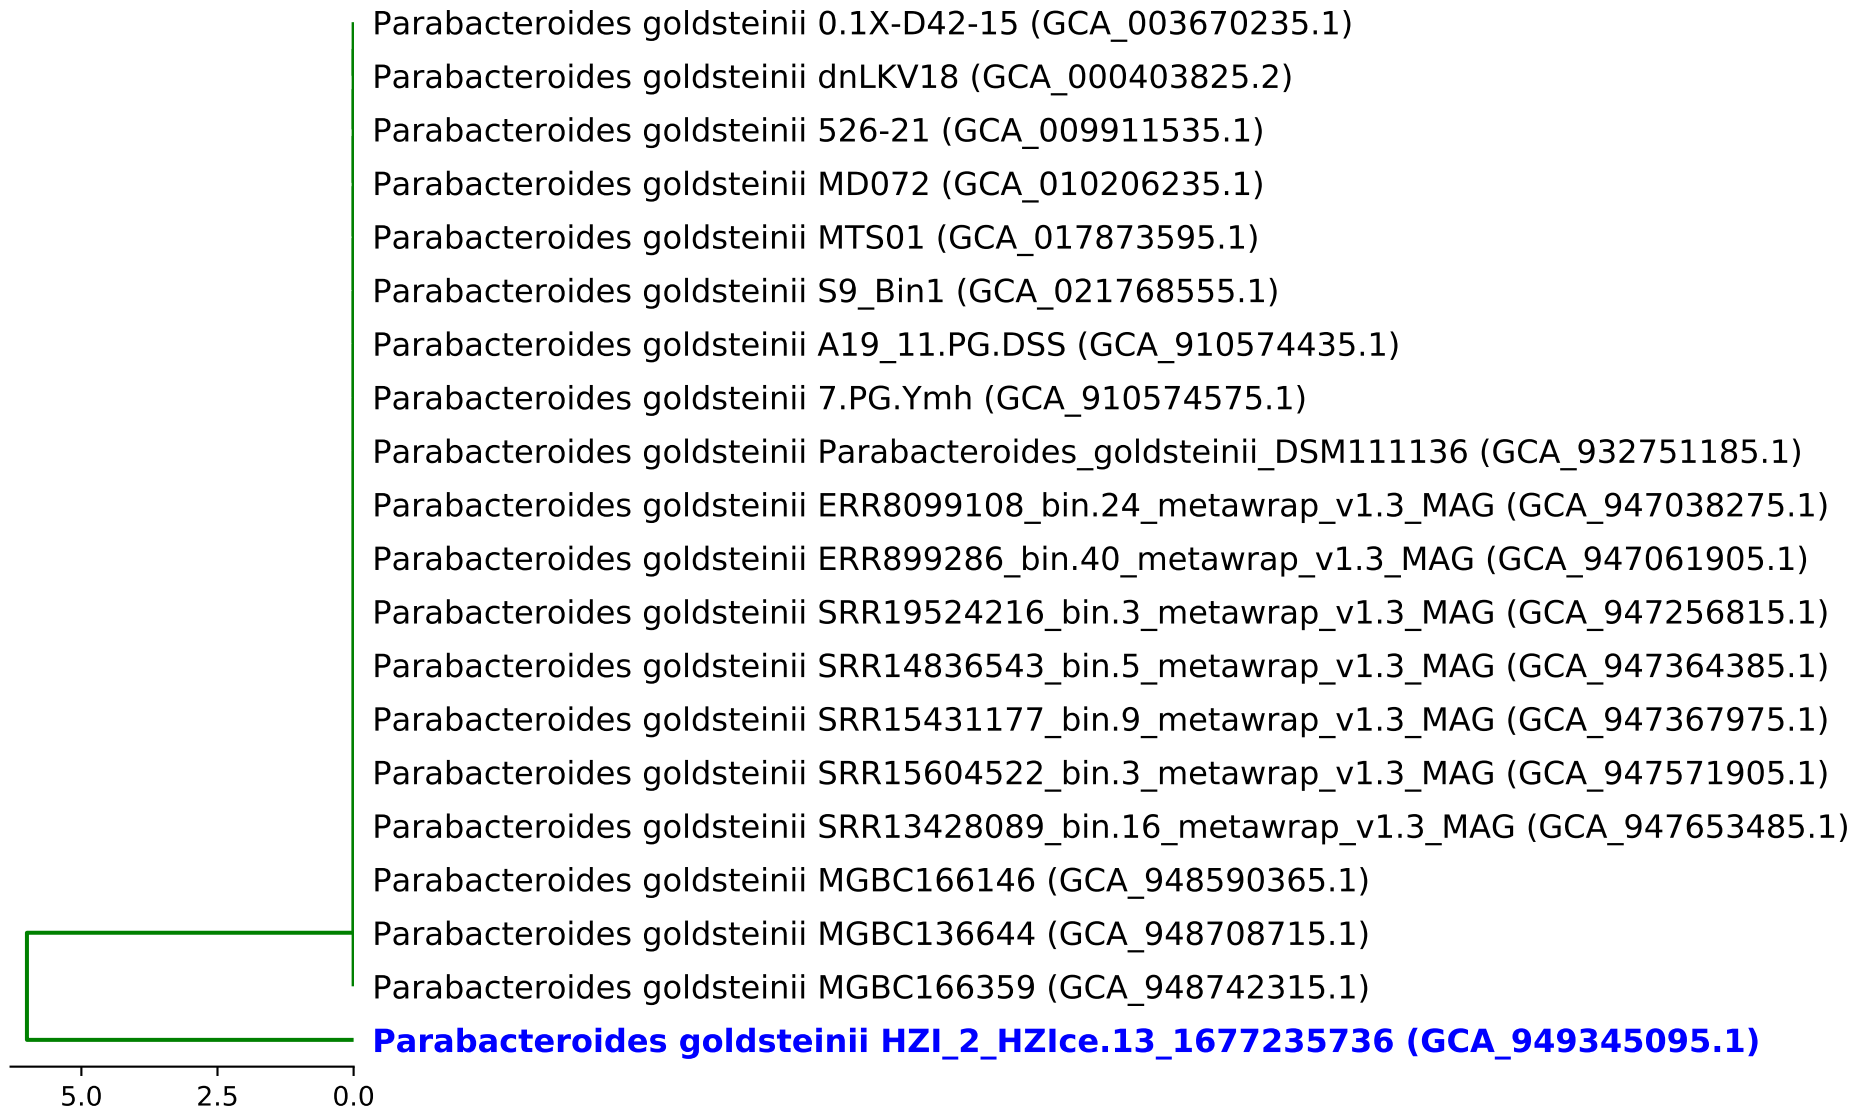 Parabacteroides goldsteinii 0.1X-D42-15 (GCA_003670235.1)
Parabacteroides goldsteinii dnLKV18 (GCA_000403825.2)
Parabacteroides goldsteinii 526-21 (GCA_009911535.1)
Parabacteroides goldsteinii MD072 (GCA_010206235.1)
Parabacteroides goldsteinii MTS01 (GCA_017873595.1)
Parabacteroides goldsteinii S9_Bin1 (GCA_021768555.1)
Parabacteroides goldsteinii A19_11.PG.DSS (GCA_910574435.1)
Parabacteroides goldsteinii 7.PG.Ymh (GCA_910574575.1)
Parabacteroides goldsteinii Parabacteroides_goldsteinii_DSM111136 (GCA_932751185.1)
Parabacteroides goldsteinii ERR8099108_bin.24_metawrap_v1.3_MAG (GCA_947038275.1)
Parabacteroides goldsteinii ERR899286_bin.40_metawrap_v1.3_MAG (GCA_947061905.1)
Parabacteroides goldsteinii SRR19524216_bin.3_metawrap_v1.3_MAG (GCA_947256815.1)
Parabacteroides goldsteinii SRR14836543_bin.5_metawrap_v1.3_MAG (GCA_947364385.1)
Parabacteroides goldsteinii SRR15431177_bin.9_metawrap_v1.3_MAG (GCA_947367975.1)
Parabacteroides goldsteinii SRR15604522_bin.3_metawrap_v1.3_MAG (GCA_947571905.1)
Parabacteroides goldsteinii SRR13428089_bin.16_metawrap_v1.3_MAG (GCA_947653485.1)
Parabacteroides goldsteinii MGBC166146 (GCA_948590365.1)
Parabacteroides goldsteinii MGBC136644 (GCA_948708715.1)
Parabacteroides goldsteinii MGBC166359 (GCA_948742315.1)
Parabacteroides goldsteinii HZI_2_HZIce.13_1677235736 (GCA_949345095.1)
5.0 2.5 0.0